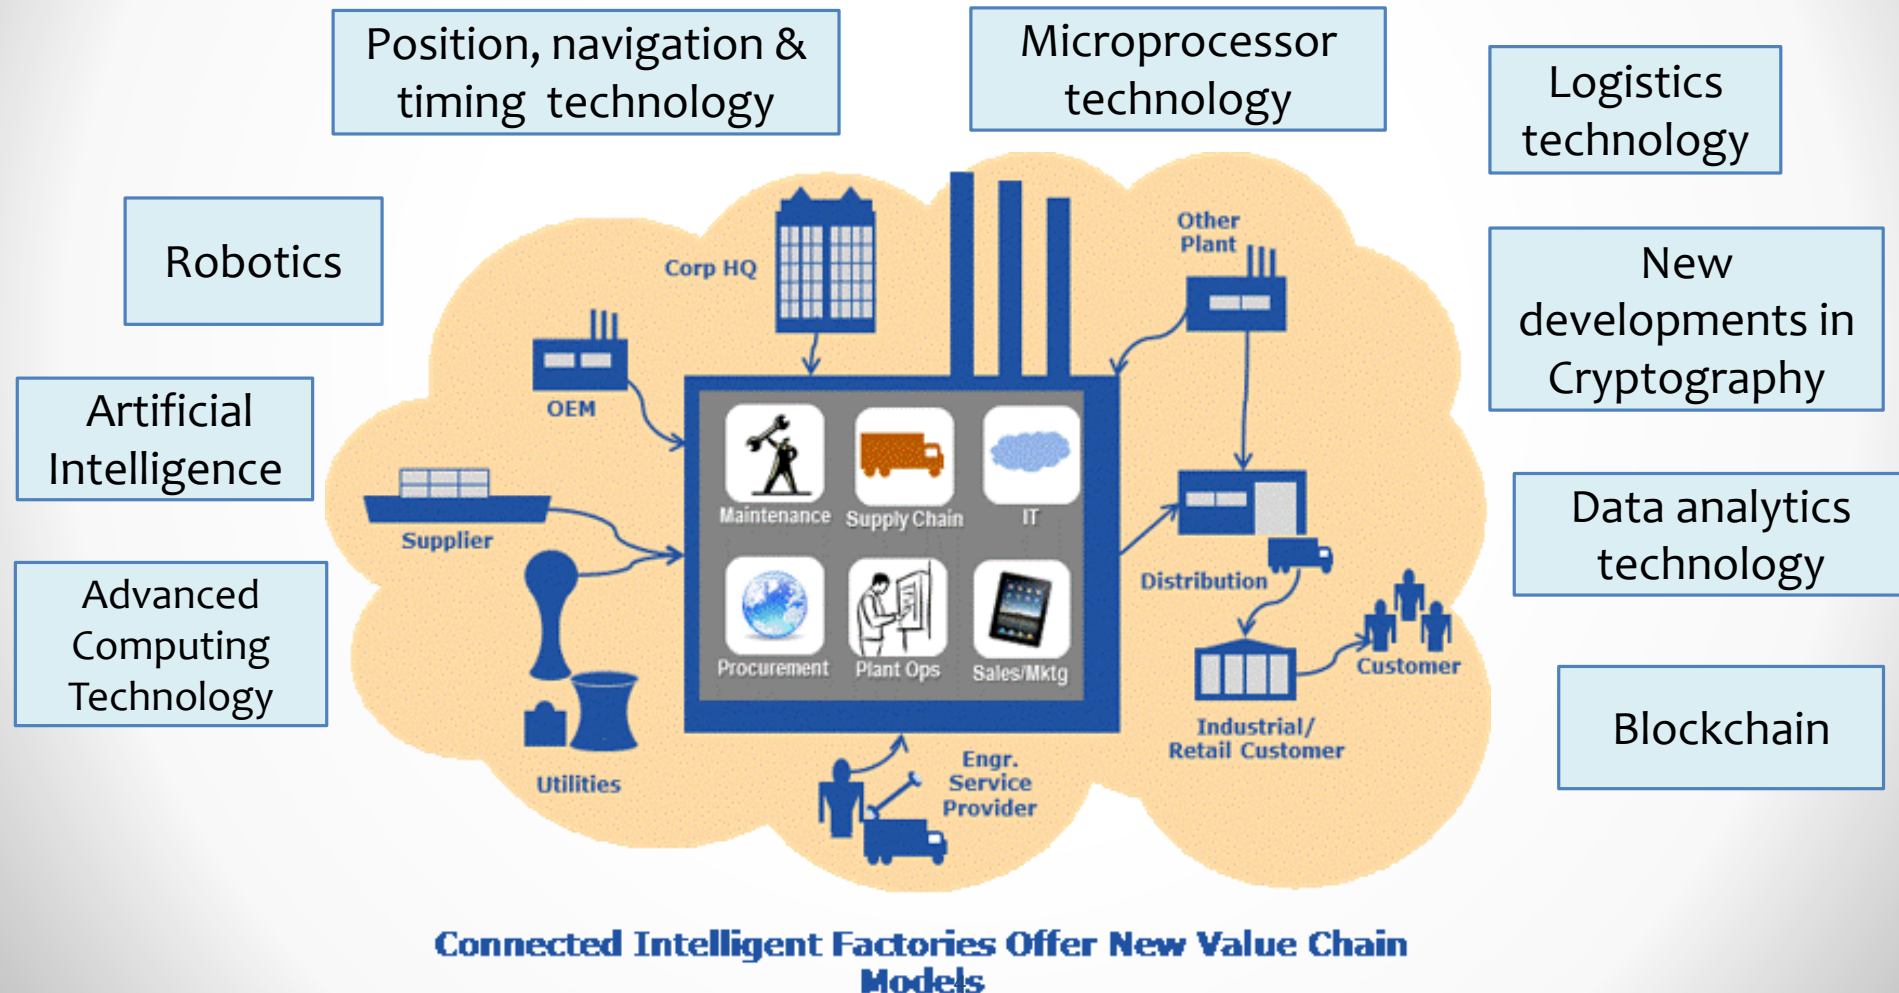 Position, navigation &
timing technology
Microprocessor
technology
Logistics
technology
Robotics
New
developments in
Cryptography
Artificial
Intelligence
Data analytics
technology
Advanced
Computing
Technology
Blockchain
Corp HQ
Other
Plant
OEM
Supplier
Utilities
Maintenance
Supply Chain
IT
Procurement
Plant Ops
Sales/Mktg
Distribution
Customer
Industrial/
Retail Customer
Engr.
Service
Provider
Connected Intelligent Factories Offer New Value Chain
Models